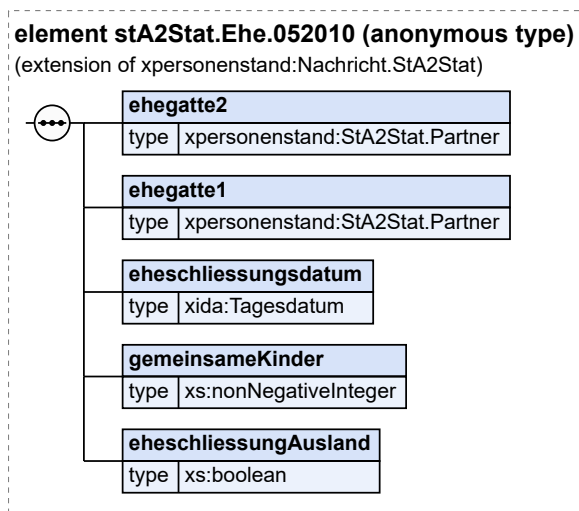 element stA2Stat.Ehe.052010 (anonymous type)
(extension of xpersonenstand:Nachricht.StA2Stat)
ehegatte2
type xpersonenstand:StA2Stat.Partner
ehegatte1
type xpersonenstand:StA2Stat.Partner
eheschliessungsdatum
type xida:Tagesdatum
gemeinsameKinder
type xs:nonNegativeInteger
eheschliessungAusland
type xs:boolean